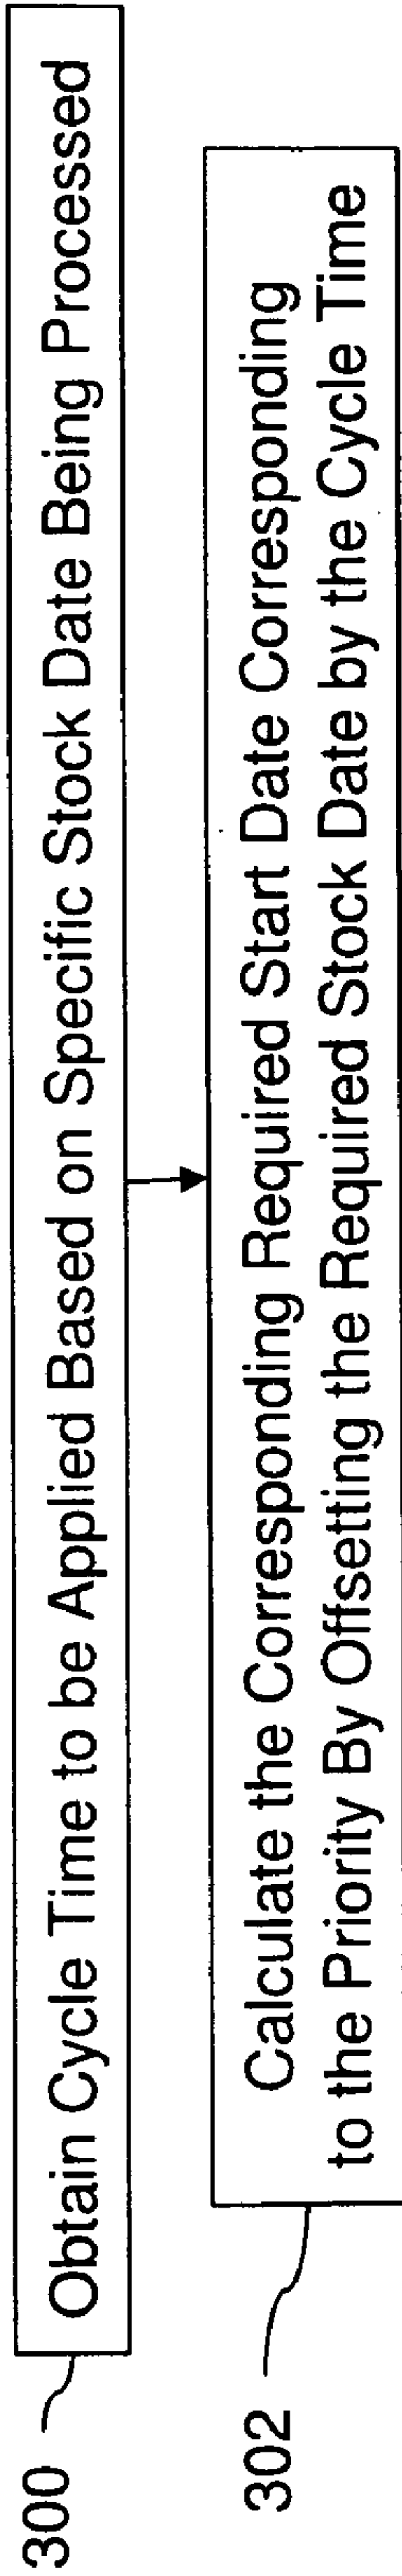 300
Obtain Cycle Time to be Applied Based on Specific Stock Date Being Processed
302
Calculate the Corresponding Required Start Date Corresponding
to the Priority By Offsetting the Required Stock Date by the Cycle Time